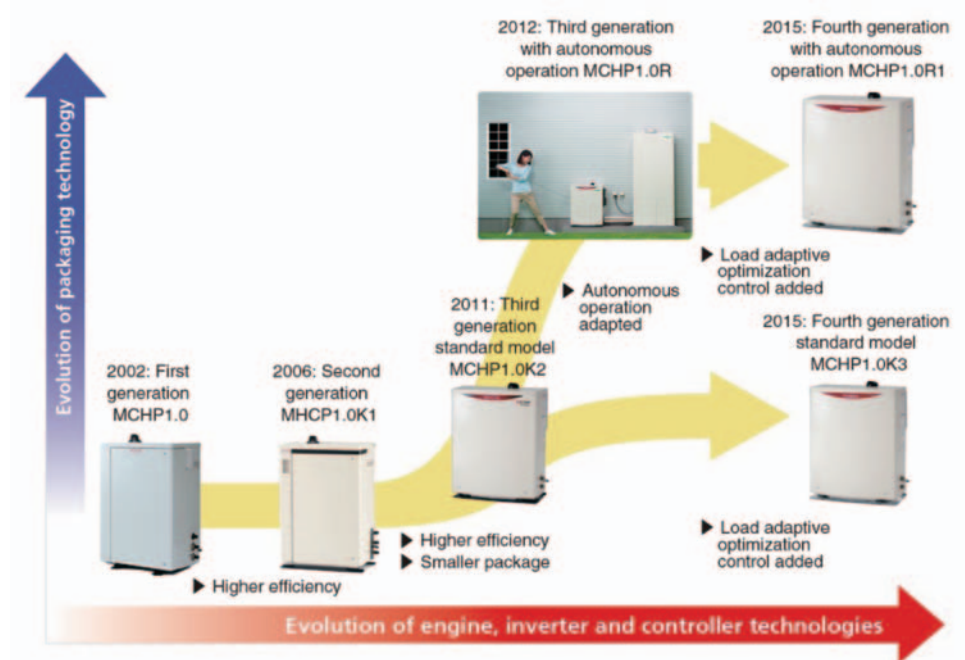 2012: Third generation
with autonomous
operation MCHP1.0R
2015: Fourth generation
with autonomous
operation MCHP1.0R1
Evolution of packaging technology
▶ Load adaptive
optimization
control added
▶ Autonomous
operation
adapted
2011: Third
generation
standard model
MCHP1.0K2
2015: Fourth generation
standard model
MCHP1.0K3
2002: First
generation
MCHP1.0
2006: Second
generation
MHCP1.0K1
▶ Higher efficiency
▶ Smaller package
▶ Load adaptive
optimization
control added
▶ Higher efficiency
Evolution of engine, inverter and controller technologies